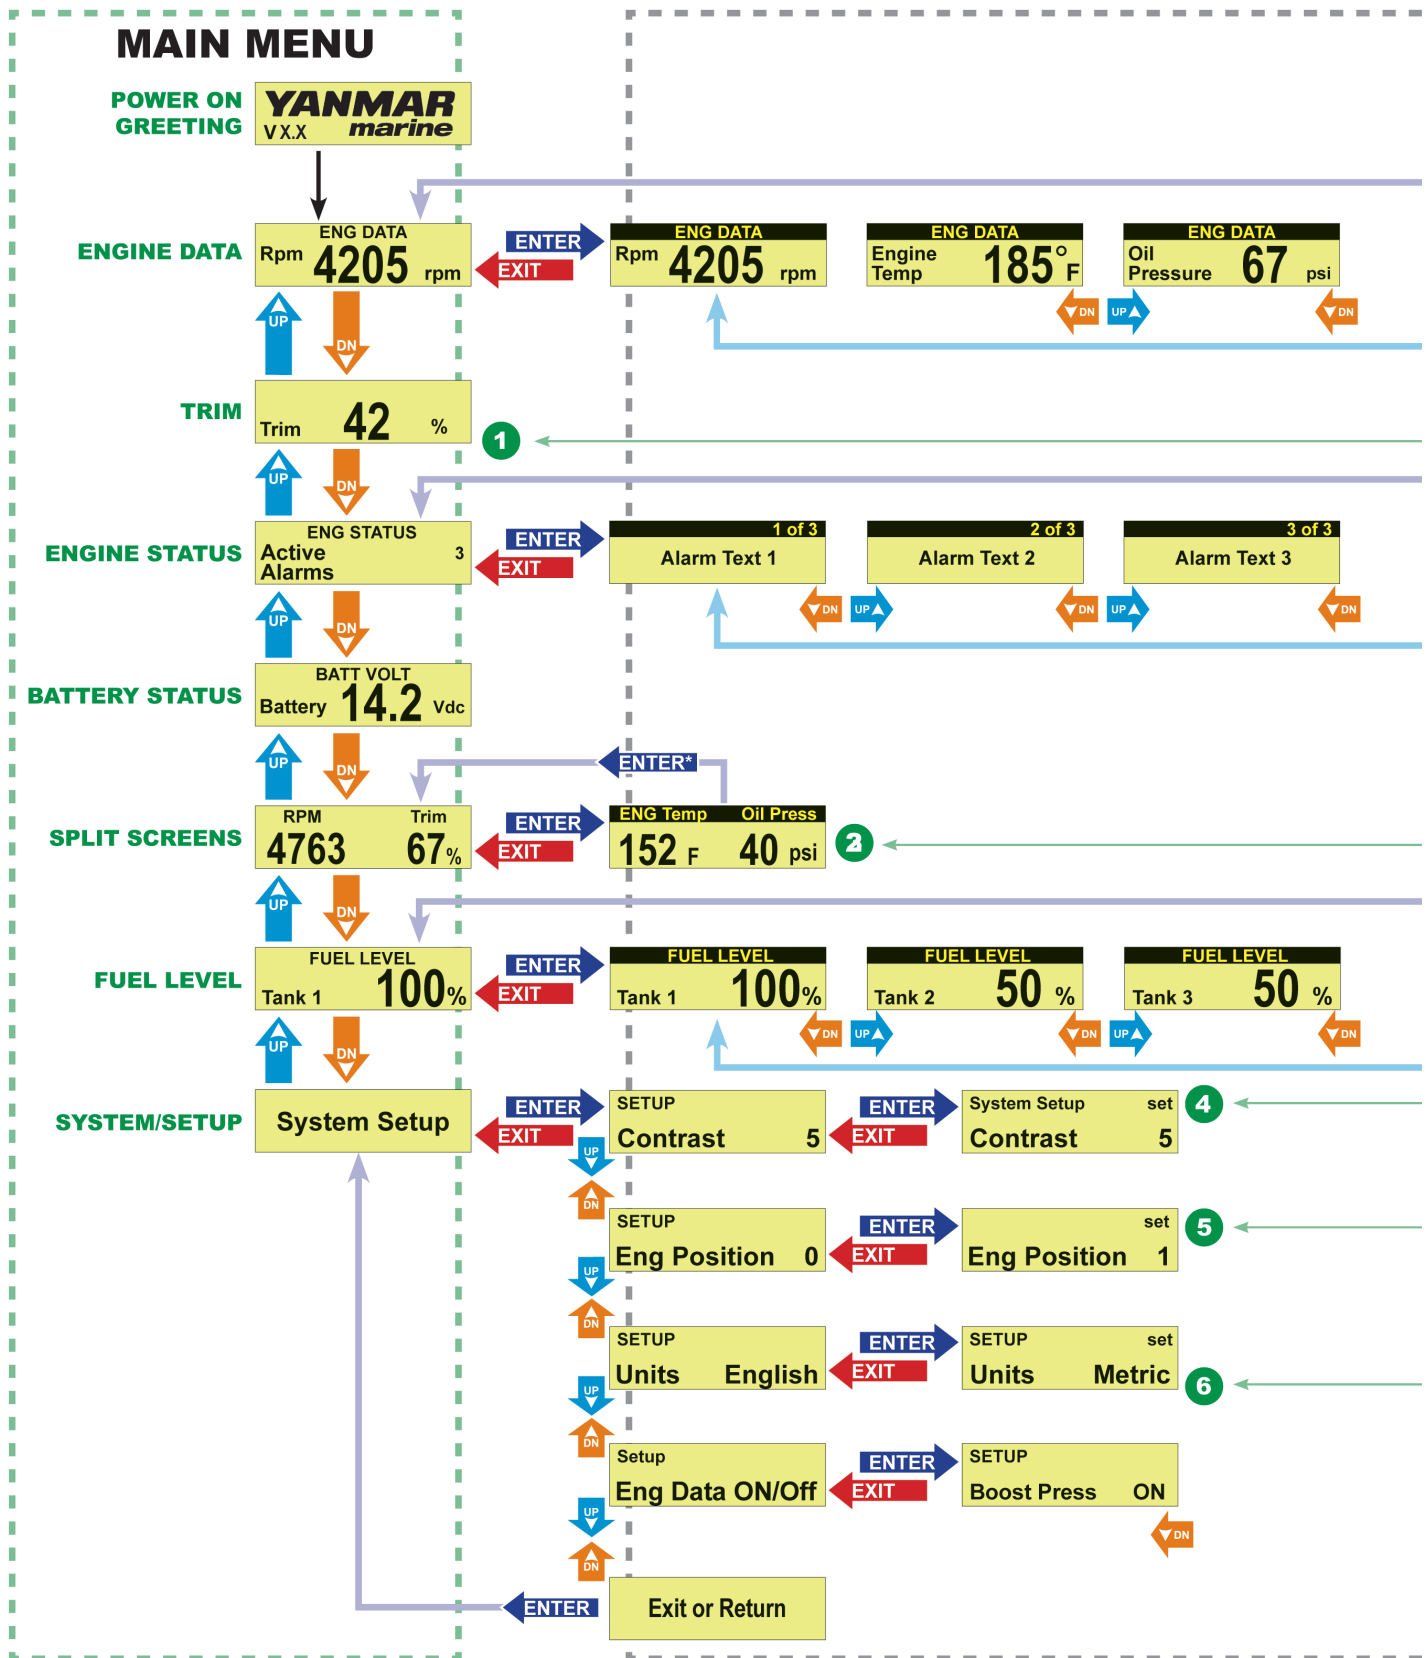 MAIN MENU
POWER ON
GREETING
YANMAR
V X.X marine
ENGINE DATA
ENG DATA
Rpm 4205 rpm
ENTER
EXIT
ENG DATA
Rpm 4205 rpm
ENG DATA
Engine
Temp 185°F
ENG DATA
Oil
Pressure 67 psi
UP
DN
DN
UP
DN
TRIM
Trim 42 %
1
UP
DN
ENGINE STATUS
ENG STATUS
Active 3
Alarms
ENTER
EXIT
1 of 3
Alarm Text 1
2 of 3
Alarm Text 2
3 of 3
Alarm Text 3
UP
DN
DN
UP
DN
UP
DN
BATTERY STATUS
BATT VOLT
Battery 14.2 Vdc
UP
DN
ENTER*
SPLIT SCREENS
RPM Trim
4763 67%
ENTER
EXIT
ENG Temp Oil Press
152 F 40 psi
UP
DN
FUEL LEVEL
FUEL LEVEL
Tank 1 100%
ENTER
EXIT
FUEL LEVEL
Tank 1 100%
FUEL LEVEL
Tank 2 50 %
FUEL LEVEL
Tank 3 50 %
UP
DN
DN
UP
DN
UP
DN
SYSTEM/SETUP
System Setup
ENTER
EXIT
SETUP
Contrast 5
ENTER
EXIT
System Setup set
Contrast 5
4
UP
DN
SETUP
Eng Position 0
ENTER
EXIT
set
Eng Position 1
5
UP
DN
SETUP
Units English
ENTER
EXIT
SETUP set
Units Metric
6
UP
DN
Setup
Eng Data ON/Off
ENTER
EXIT
SETUP
Boost Press ON
DN
UP
DN
ENTER
Exit or Return